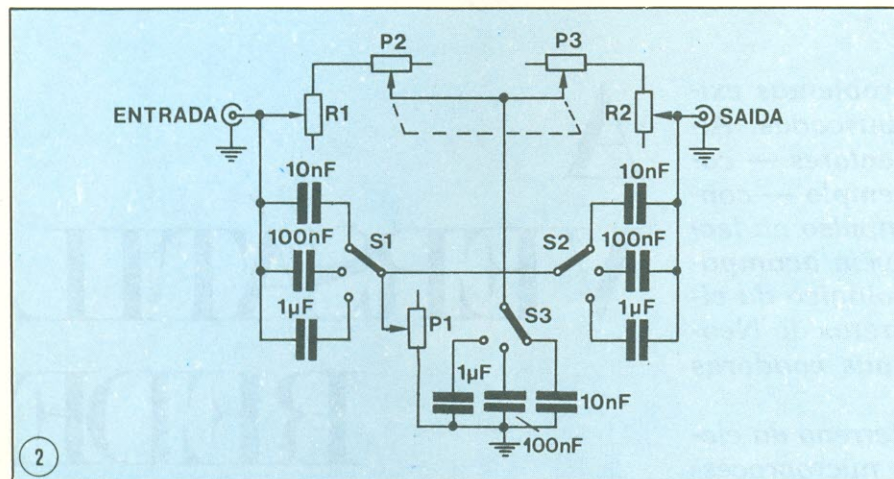 P2
P3
ENTRADA
R1
R2
SAIDA
10nF
10nF
100nF
S1
S2
100nF
1µF
P1
S3
1µF
1µF
10nF
100nF
2